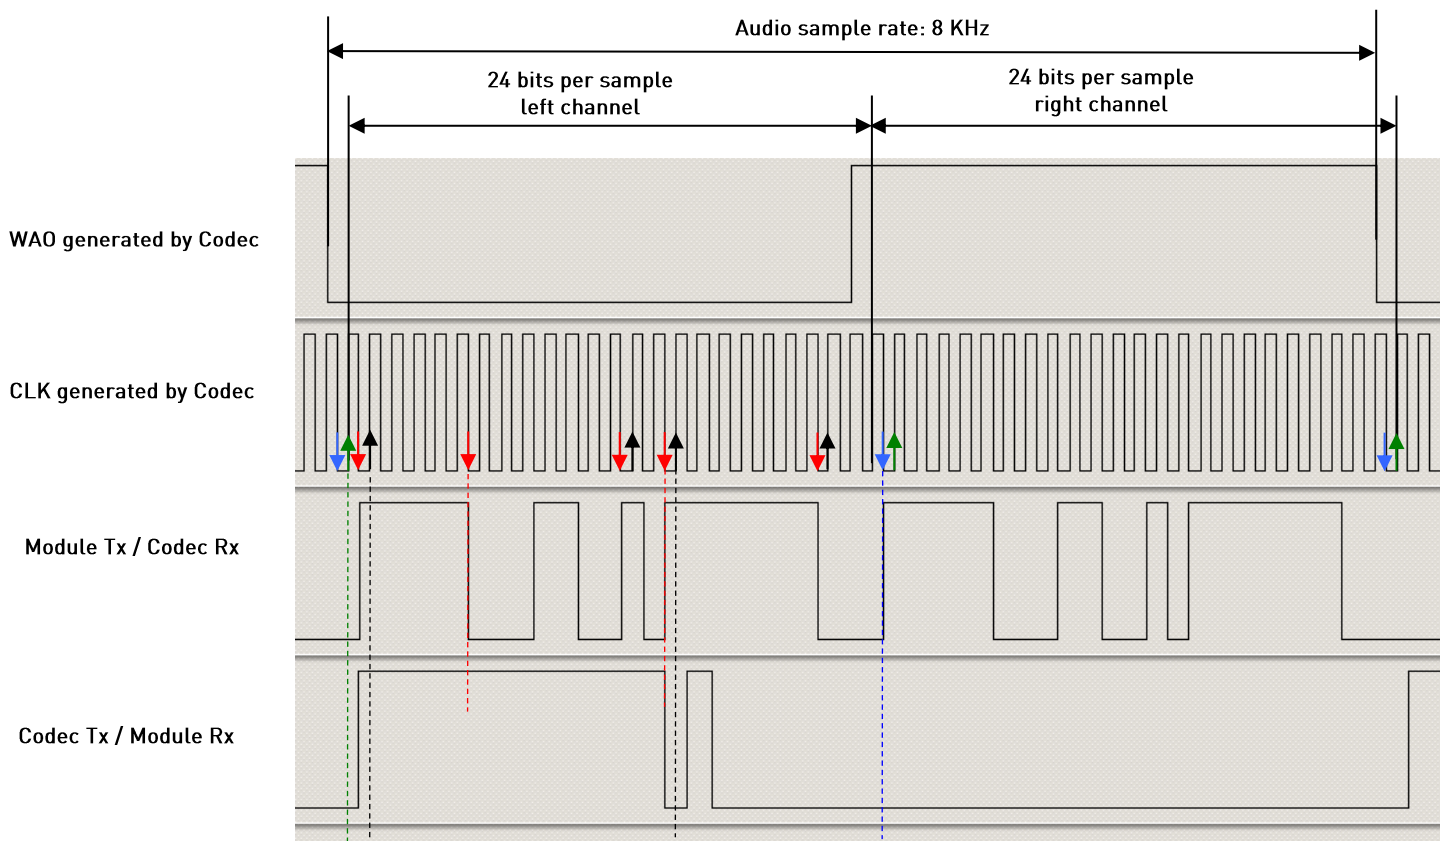 Audio sample rate: 8 KHz
24 bits per sample
left channel
24 bits per sample
right channel
WAO generated by Codec
CLK generated by Codec
Module Tx / Codec Rx
Codec Tx / Module Rx